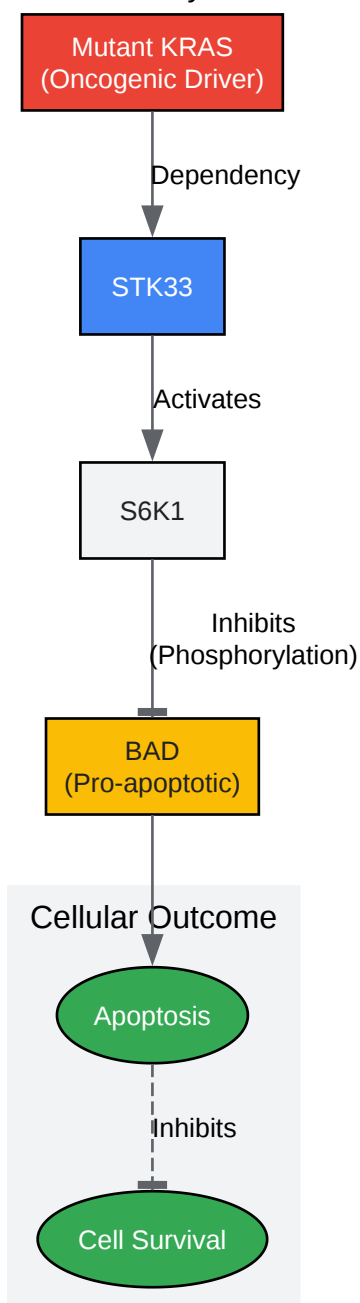 Mutant KRAS
(Oncogenic Driver)
Dependency
STK33
Activates
S6K1
Inhibits
(Phosphorylation)
BAD
(Pro-apoptotic)
Cellular Outcome
Apoptosis
Inhibits
Cell Survival